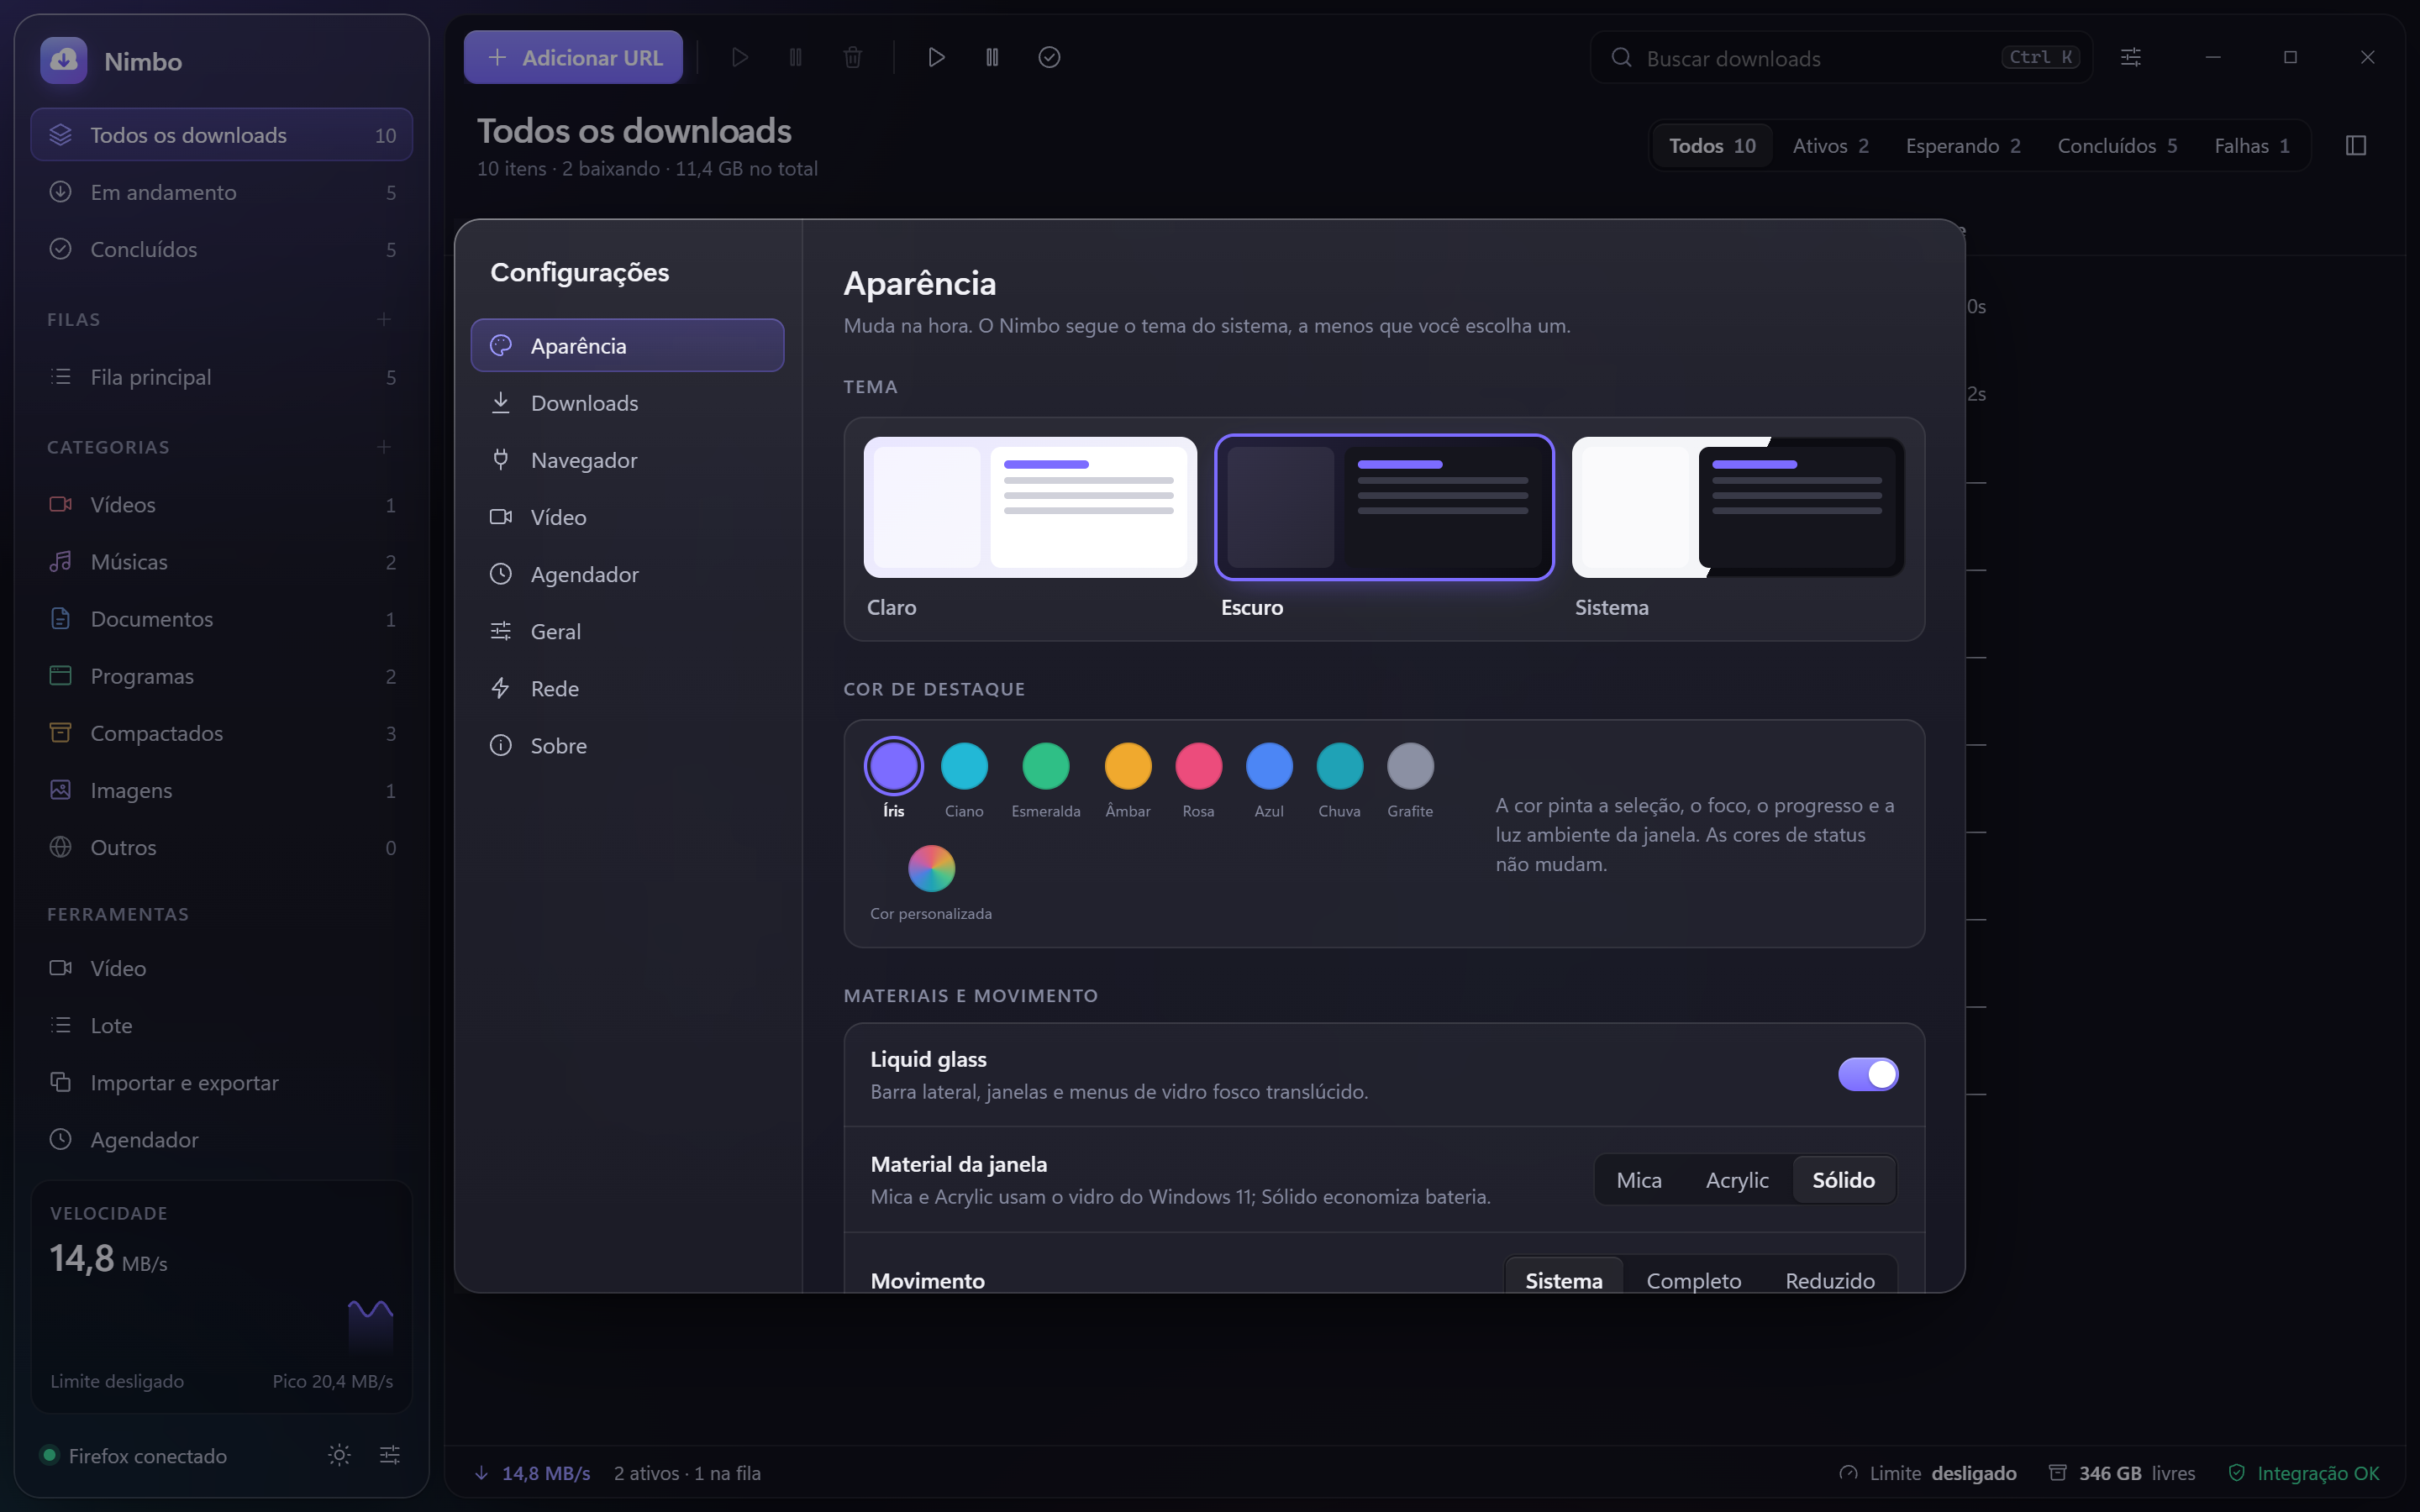 Nimbo
Todos os downloads 10
Em andamento 5
Concluídos 5
FILAS
Fila principal 5
CATEGORIAS
Vídeos 1
Músicas 2
Documentos 1
Programas 2
Compactados 3
Imagens 1
Outros 0
FERRAMENTAS
Vídeo
Lote
Importar e exportar
Agendador
VELOCIDADE
14,8 MB/s
Limite desligado Pico 20,4 MB/s
Firefox conectado
Adicionar URL
Buscar downloads Ctrl K
Todos os downloads
10 itens · 2 baixando · 11,4 GB no total
Todos 10 Ativos 2 Esperando 2 Concluídos 5 Falhas 1
0s
2s
Configurações
Aparência
Downloads
Navegador
Vídeo
Agendador
Geral
Rede
Sobre
Aparência
Muda na hora. O Nimbo segue o tema do sistema, a menos que você escolha um.
TEMA
Claro Escuro Sistema
COR DE DESTAQUE
Íris Ciano Esmeralda Âmbar Rosa Azul Chuva Grafite
Cor personalizada
A cor pinta a seleção, o foco, o progresso e a
luz ambiente da janela. As cores de status
não mudam.
MATERIAIS E MOVIMENTO
Liquid glass
Barra lateral, janelas e menus de vidro fosco translúcido.
Material da janela
Mica e Acrylic usam o vidro do Windows 11; Sólido economiza bateria.
Mica Acrylic Sólido
Movimento
Sistema Completo Reduzido
14,8 MB/s 2 ativos · 1 na fila
Limite desligado 346 GB livres Integração OK